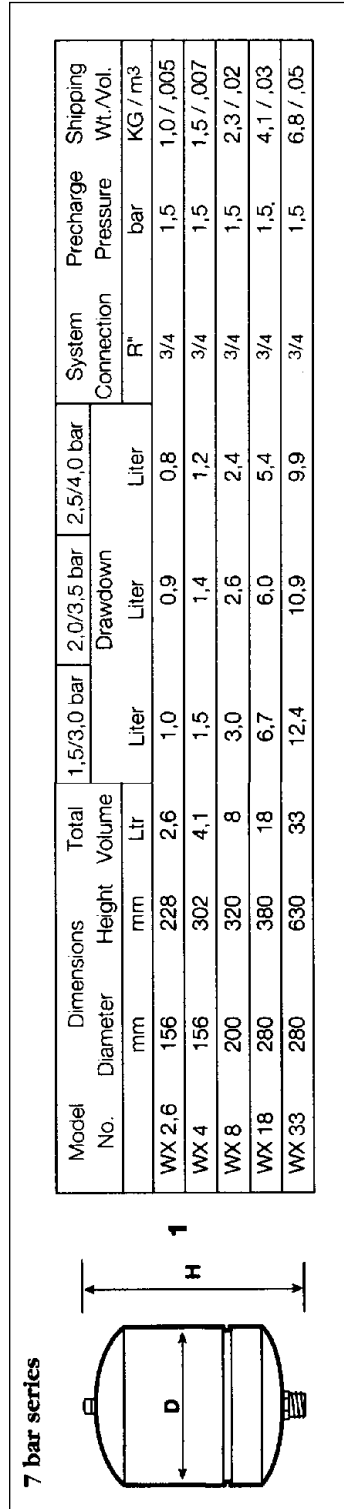 7 bar series
D
H
1
Model Dimensions Total 1,5/3,0 bar 2,0/3,5 bar 2,5/4,0 bar System Precharge Shipping
No. Diameter Height Volume Drawdown Connection Pressure Wt./Vol.
mm mm Ltr Liter Liter Liter R" bar KG / m3
WX 2,6 156 228 2,6 1,0 0,9 0,8 3/4 1,5 1,0 / ,005
WX 4 156 302 4,1 1,5 1,4 1,2 3/4 1,5 1.5 / ,007
WX 8 200 320 8 3,0 2,6 2,4 3/4 1,5 2,3 / ,02
WX 18 280 380 18 6,7 6,0 5,4 3/4 1,5. 4,1 / ,03
WX 33 280 630 33 12,4 10,9 9,9 3/4 1,5 6,8 / ,05